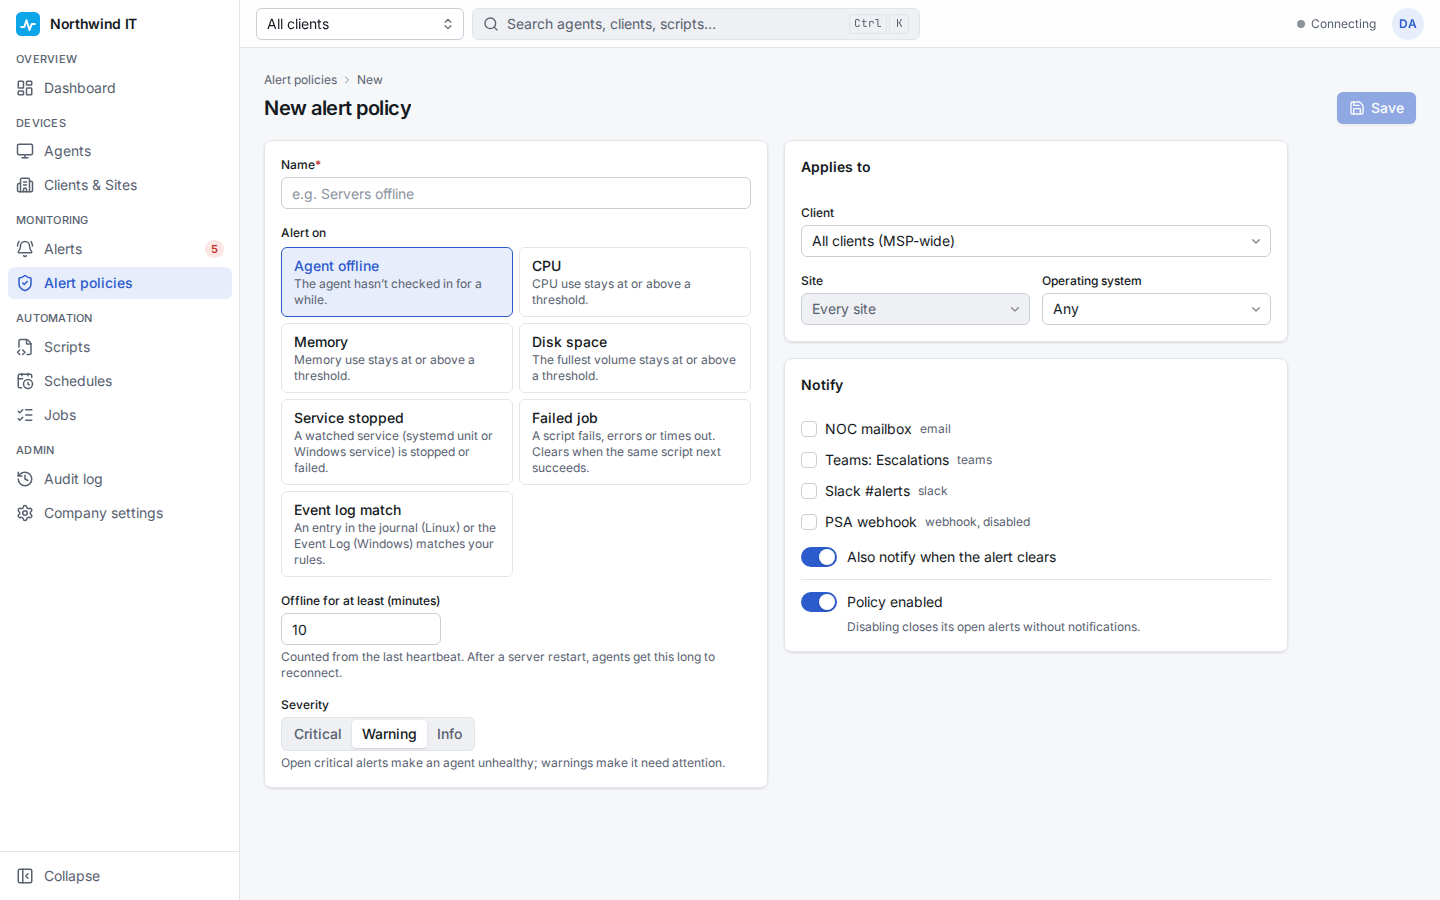 Northwind IT
All clients
Search agents, clients, scripts...
Ctrl K
Connecting
DA
OVERVIEW
Dashboard
DEVICES
Agents
Clients & Sites
MONITORING
Alerts
5
Alert policies
AUTOMATION
Scripts
Schedules
Jobs
ADMIN
Audit log
Company settings
Collapse
Alert policies > New
New alert policy
Save
Name*
e.g. Servers offline
Alert on
Agent offline
The agent hasn't checked in for a
while.
CPU
CPU use stays at or above a
threshold.
Memory
Memory use stays at or above a
threshold.
Disk space
The fullest volume stays at or above
a threshold.
Service stopped
A watched service (systemd unit or
Windows service) is stopped or
failed.
Failed job
A script fails, errors or times out.
Clears when the same script next
succeeds.
Event log match
An entry in the journal (Linux) or the
Event Log (Windows) matches your
rules.
Offline for at least (minutes)
10
Counted from the last heartbeat. After a server restart, agents get this long to
reconnect.
Severity
Critical Warning Info
Open critical alerts make an agent unhealthy; warnings make it need attention.
Applies to
Client
All clients (MSP-wide)
Site
Every site
Operating system
Any
Notify
NOC mailbox email
Teams: Escalations teams
Slack #alerts slack
PSA webhook webhook, disabled
Also notify when the alert clears
Policy enabled
Disabling closes its open alerts without notifications.